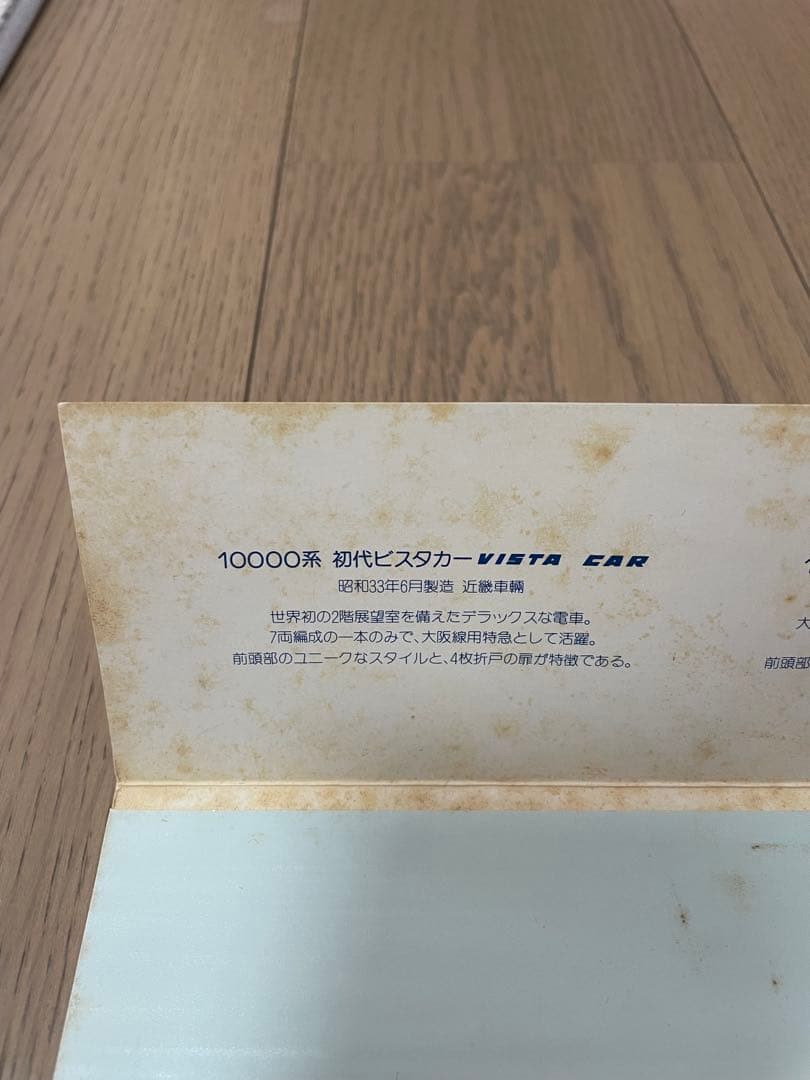 10000系 初代ビスタカー VISTA CAR
昭和33年6月製造 近畿車輛
世界初の2階展望室を備えたデラックスな電車。
7両編成の一本のみで、大阪線用特急として活躍。
前頭部のユニークなスタイルと、4枚折戸の扉が特徴である。
1
大
前頭部